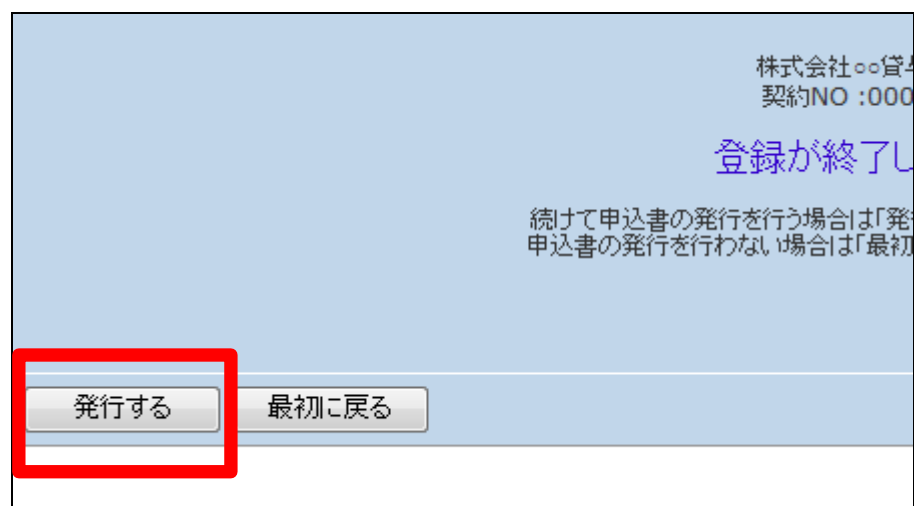 株式会社○○貸
契約NO :000
登録が終了し
続けて申込書の発行を行う場合は「発
申込書の発行を行わない場合は「最初
発行する
最初に戻る